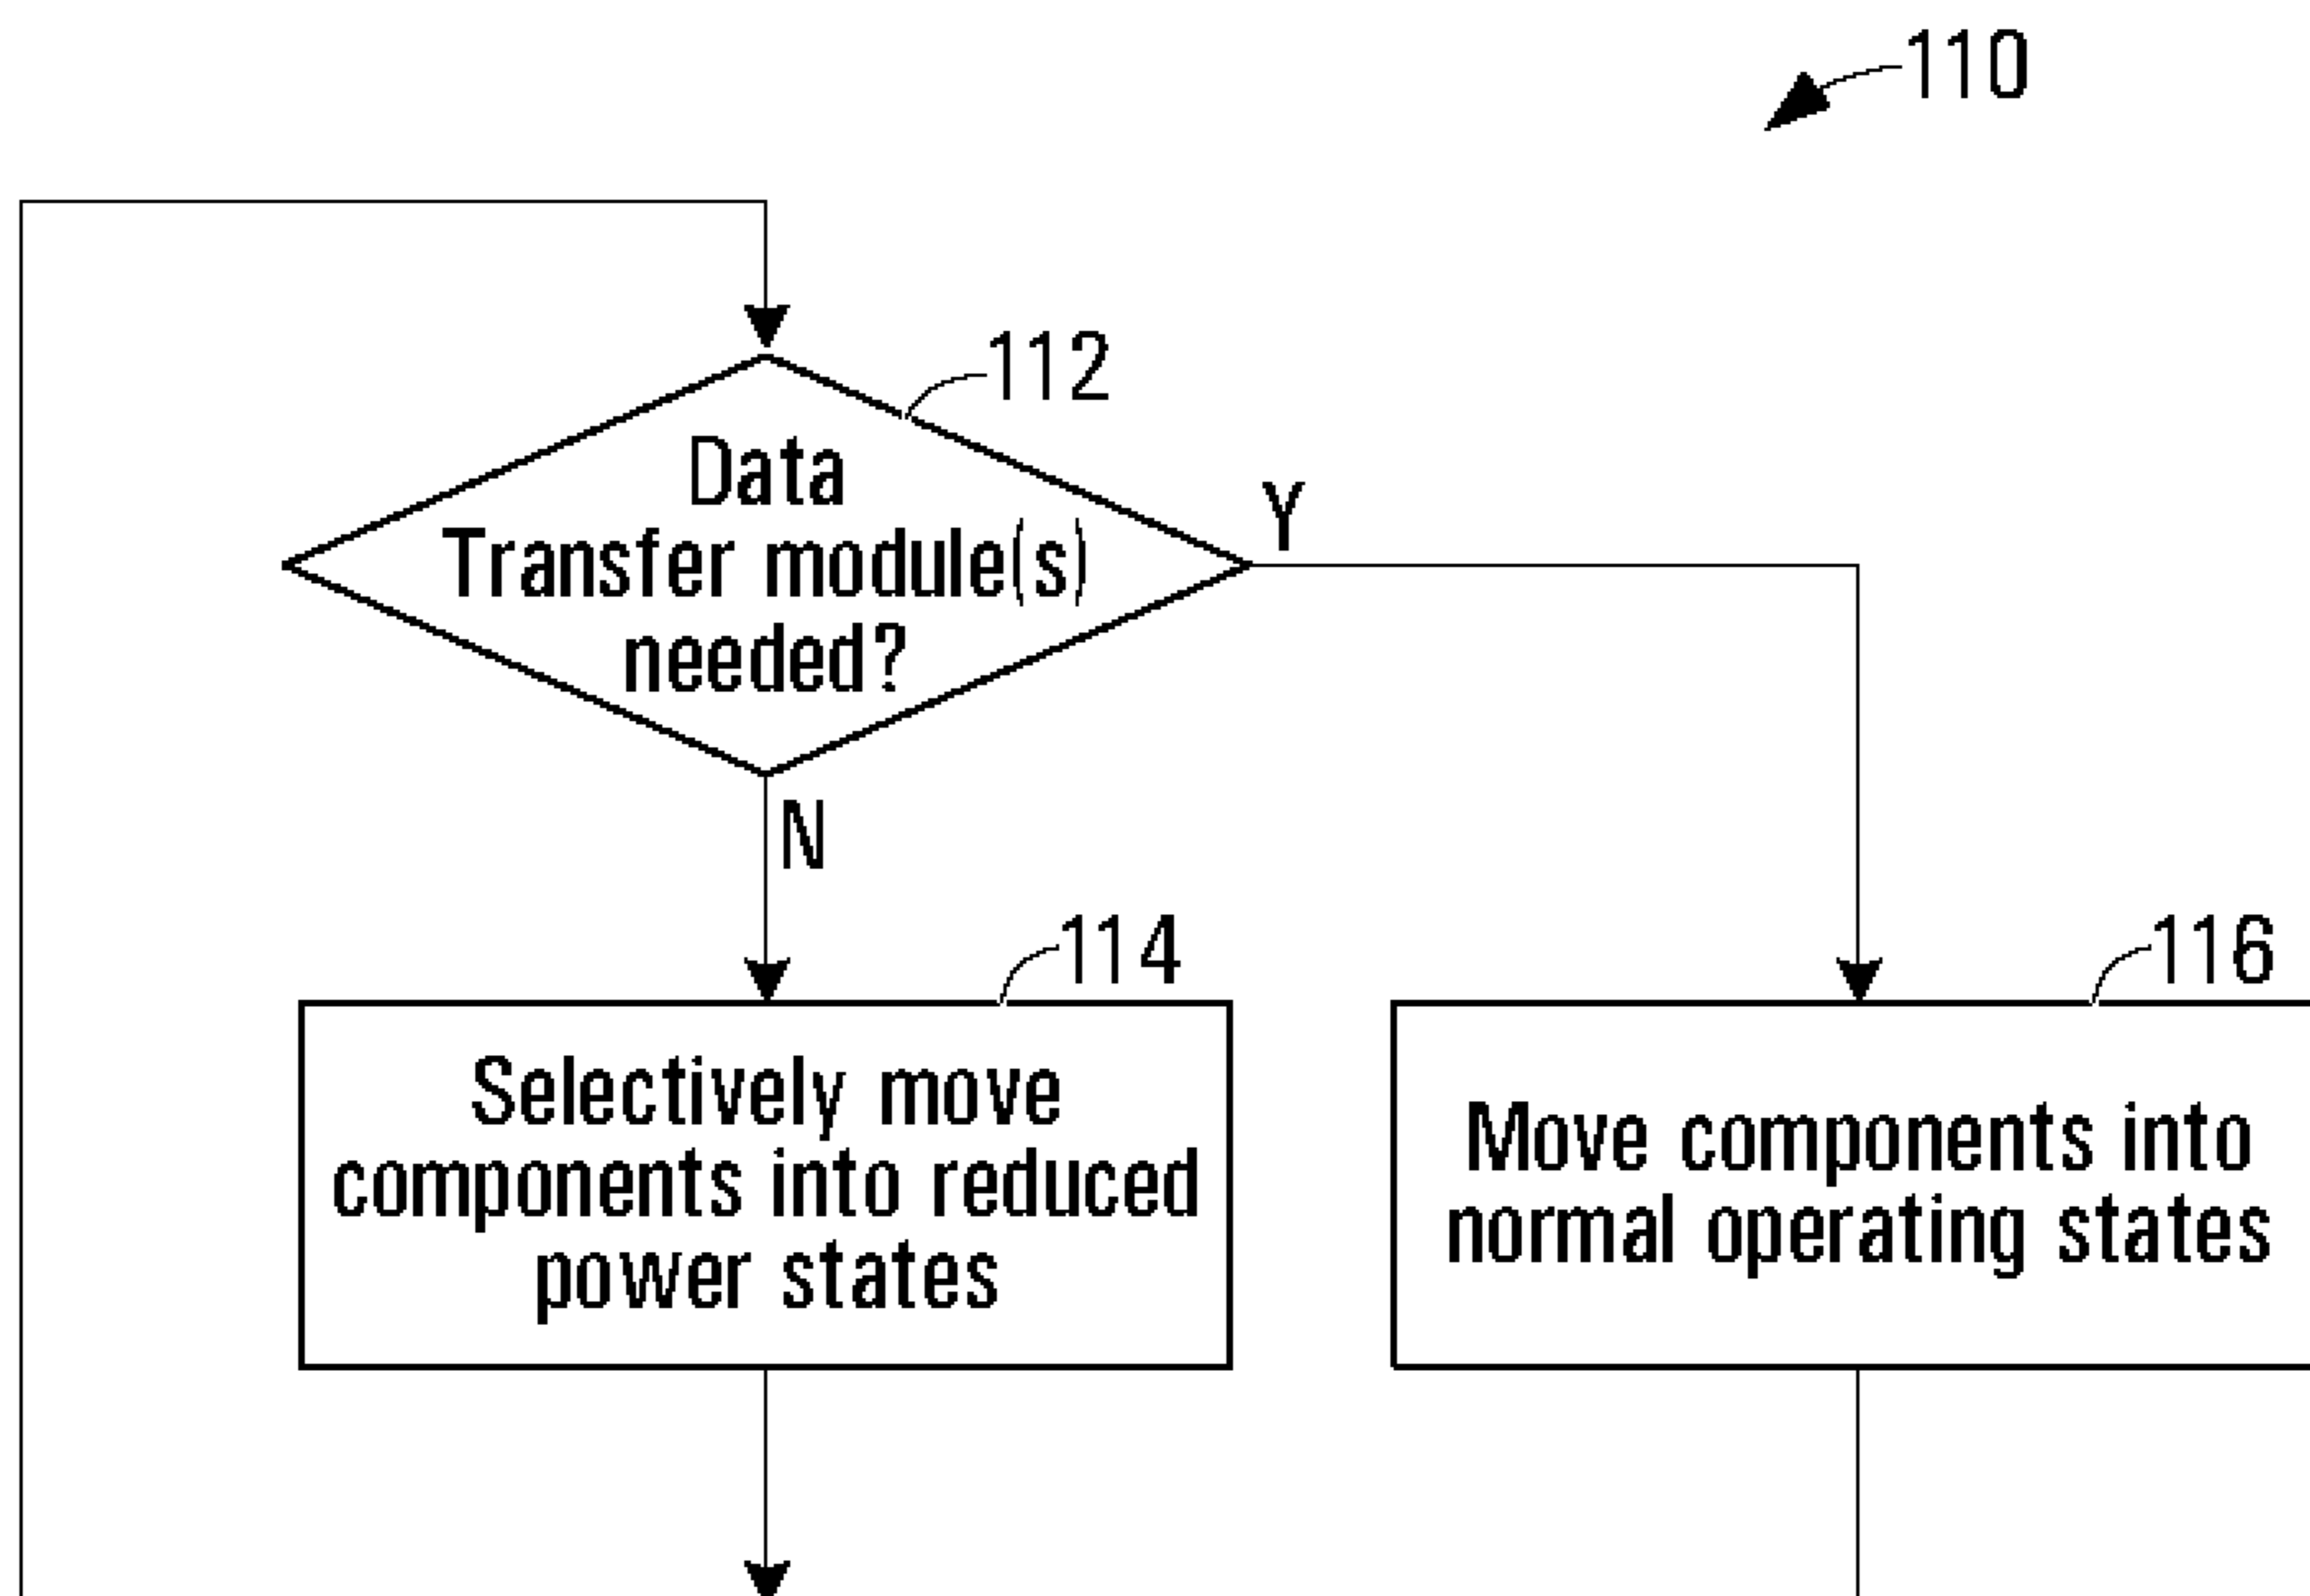 110
112
Data
Transfer module(s)
needed?
Y
N
114
Selectively move
components into reduced
power states
116
Move components into
normal operating states